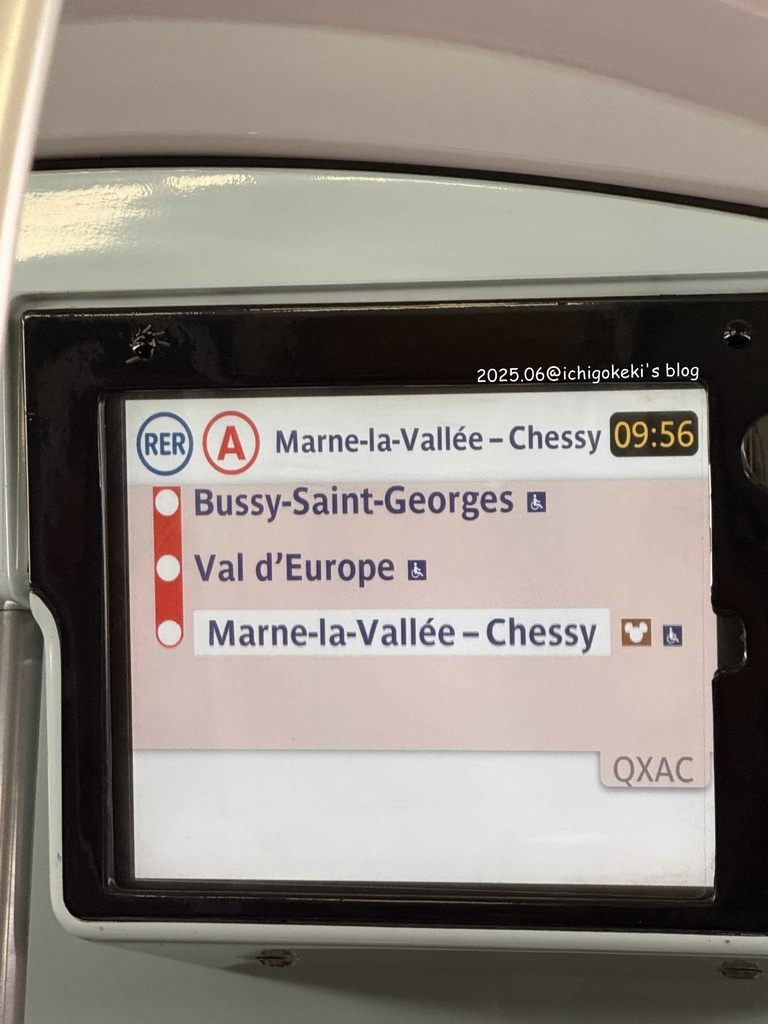 2025.06@ichigokeki's blog
RER A Marne-la-Vallée – Chessy 09:56
Bussy-Saint-Georges
Val d’Europe
Marne-la-Vallée – Chessy
QXAC